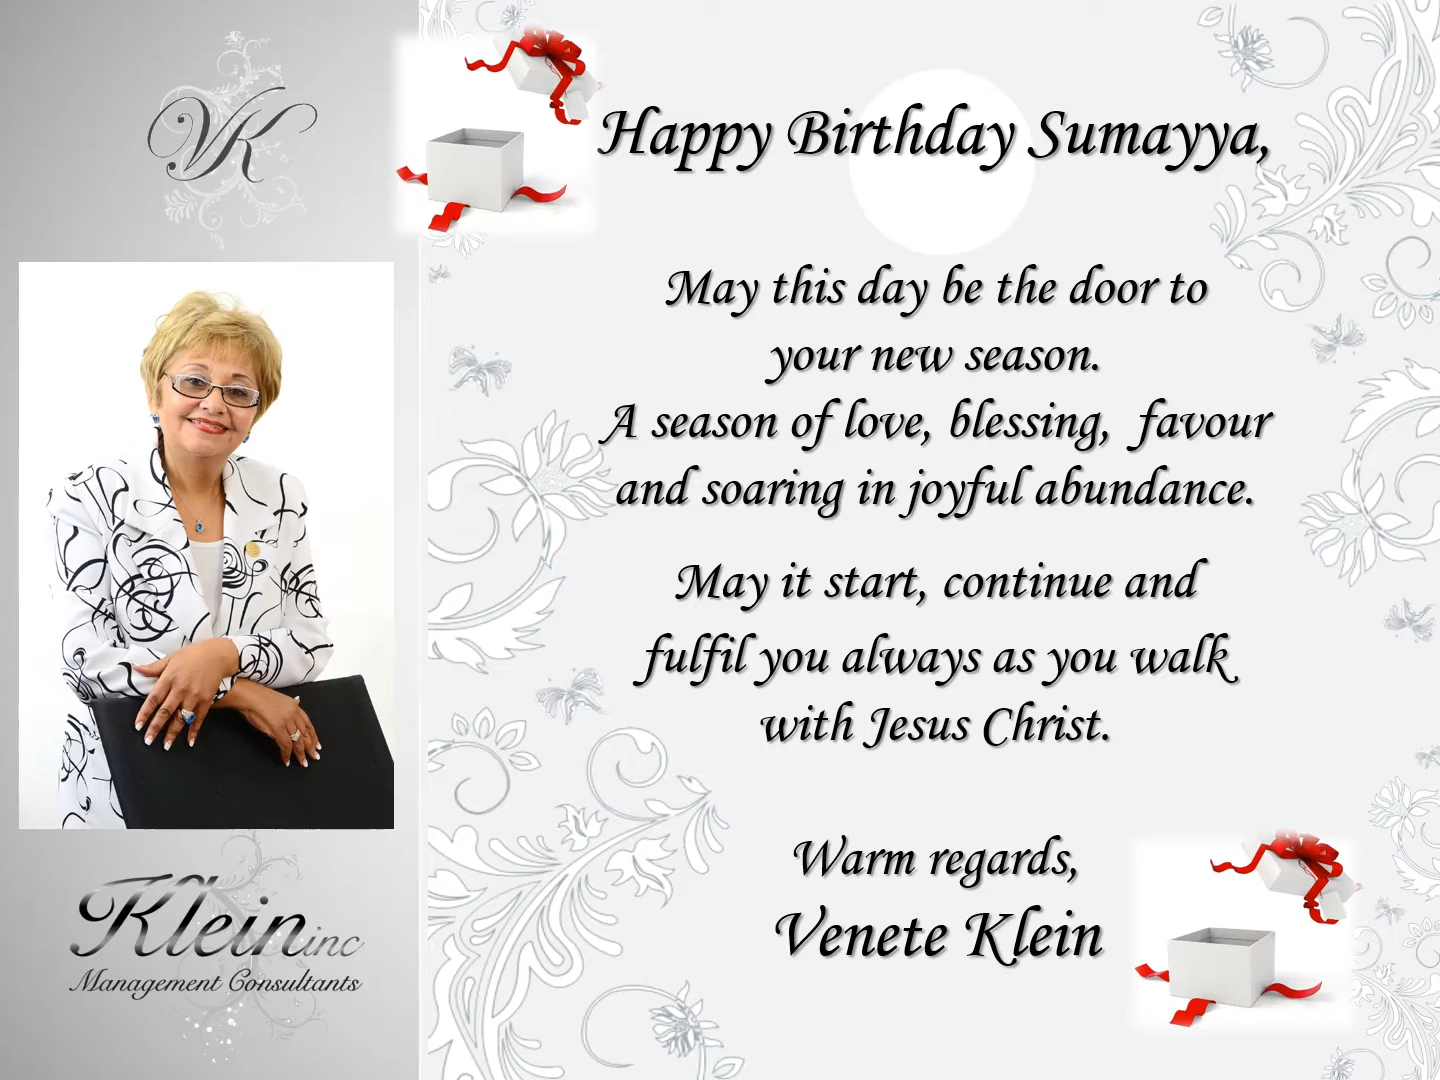 VK
Happy Birthday Sumayya,
May this day be the door to
your new season.
A season of love, blessing, favour
and soaring in joyful abundance.
May it start, continue and
fulfil you always as you walk
with Jesus Christ.
Warm regards,
Venete Klein
Klein inc
Management Consultants